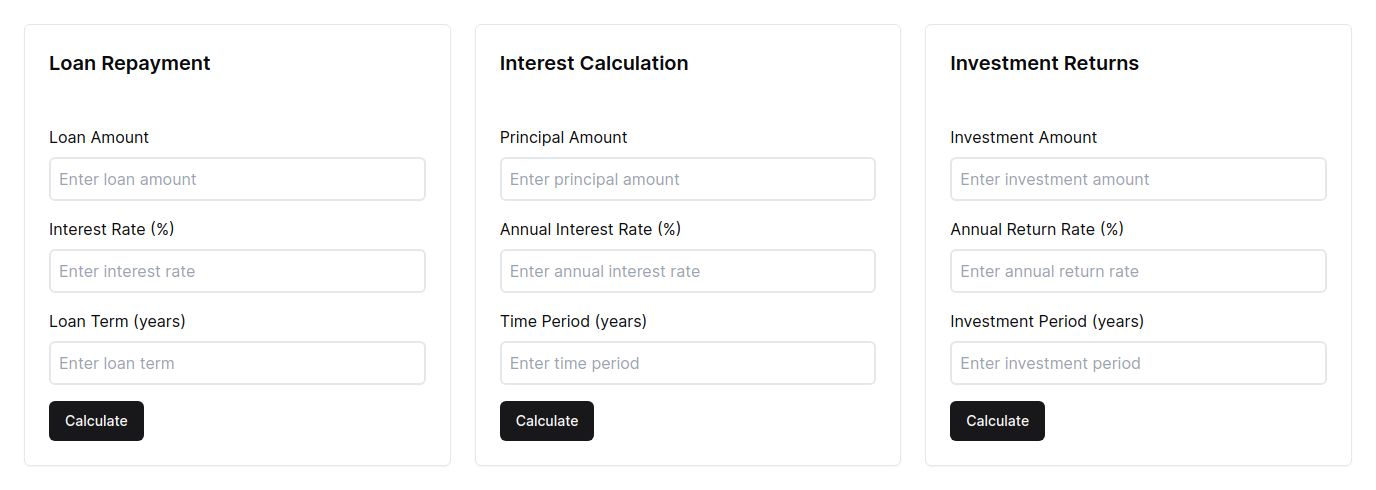 Loan Repayment
Loan Amount
Enter loan amount
Interest Rate (%)
Enter interest rate
Loan Term (years)
Enter loan term
Calculate
Interest Calculation
Principal Amount
Enter principal amount
Annual Interest Rate (%)
Enter annual interest rate
Time Period (years)
Enter time period
Calculate
Investment Returns
Investment Amount
Enter investment amount
Annual Return Rate (%)
Enter annual return rate
Investment Period (years)
Enter investment period
Calculate